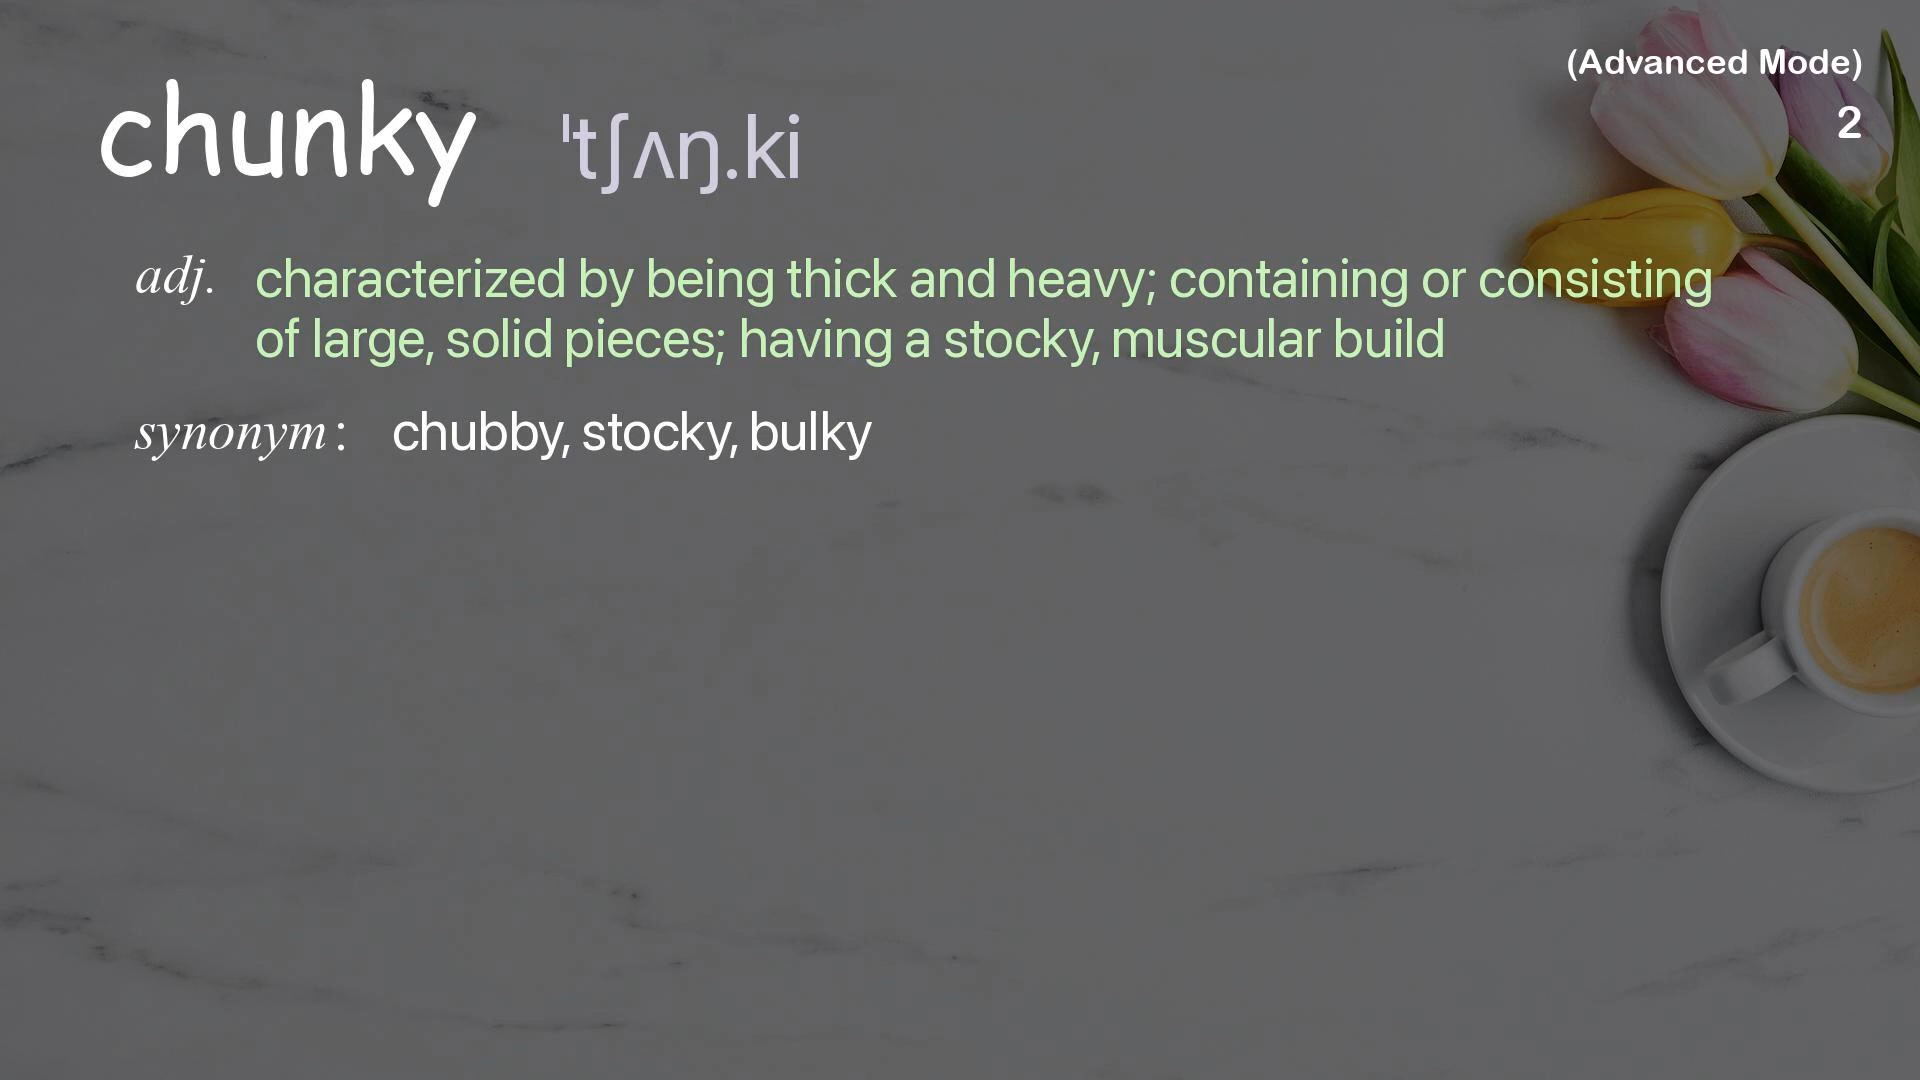 (Advanced Mode)
2
chunky ˈtʃʌŋ.ki
adj. characterized by being thick and heavy; containing or consisting
of large, solid pieces; having a stocky, muscular build
synonym: chubby, stocky, bulky